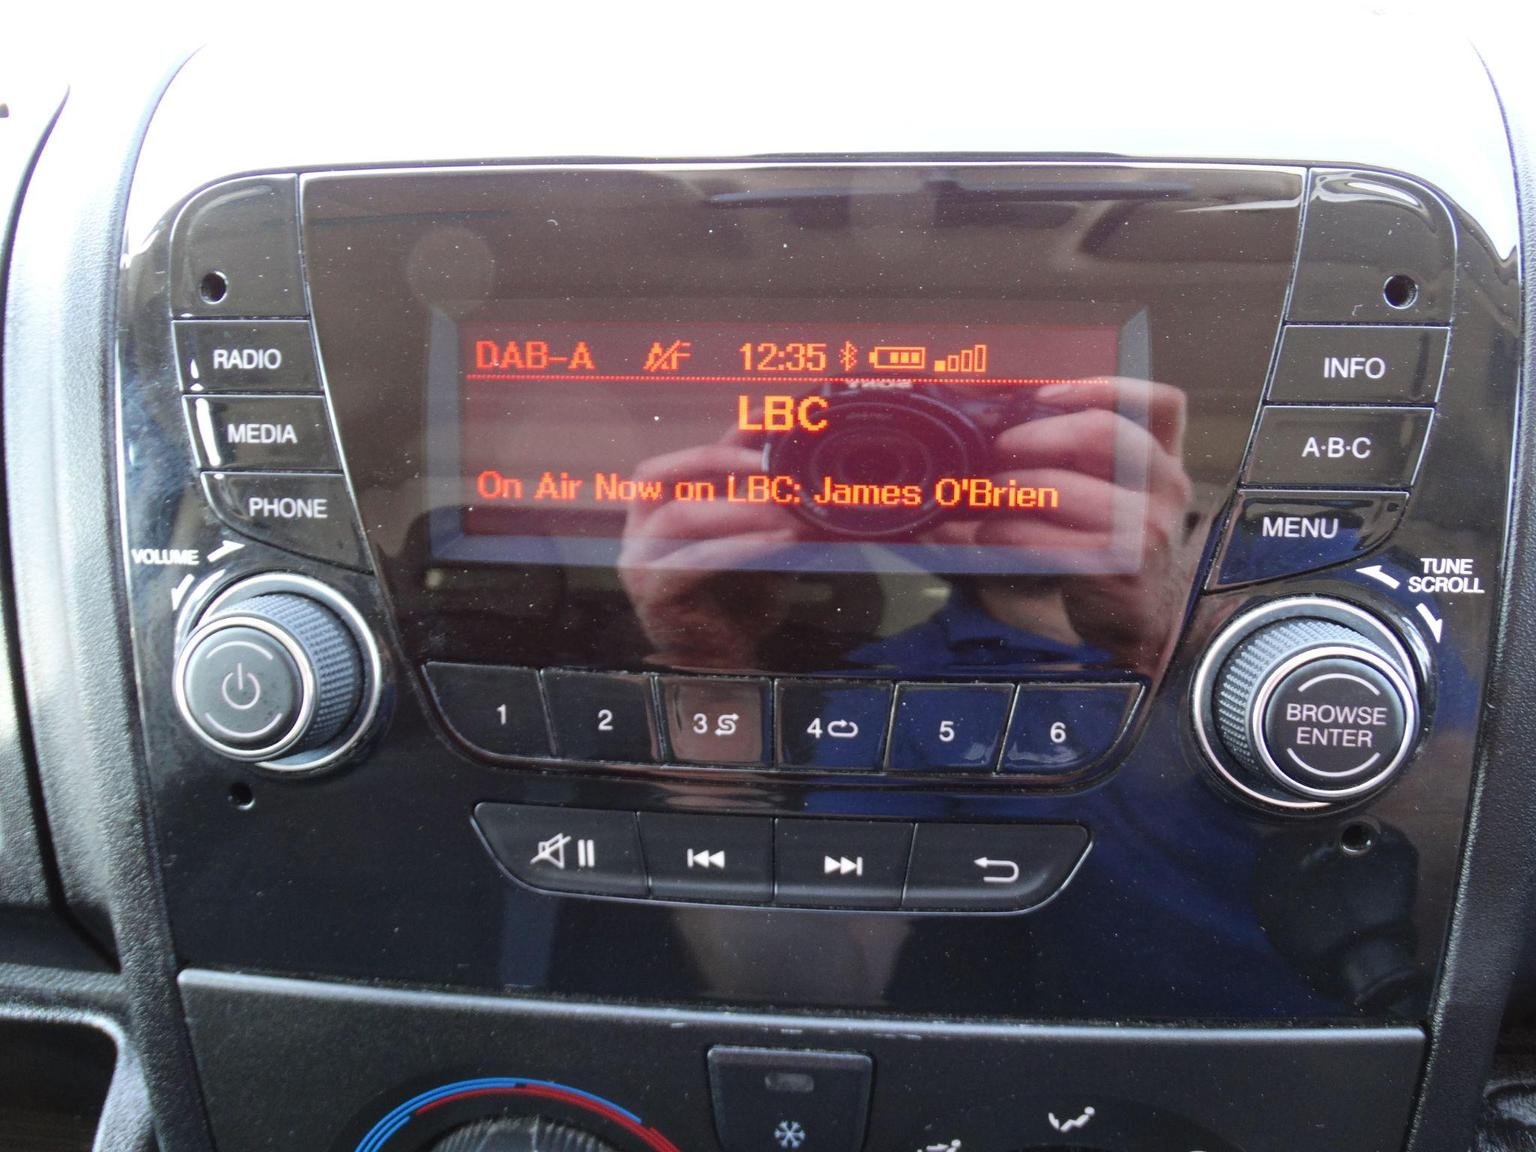 DAB-A AF 12:35
LBC
On Air Now on LBC: James O'Brien
RADIO
MEDIA
PHONE
VOLUME
INFO
A·B·C
MENU
TUNE
SCROLL
1
2
3
4
5
6
BROWSE
ENTER